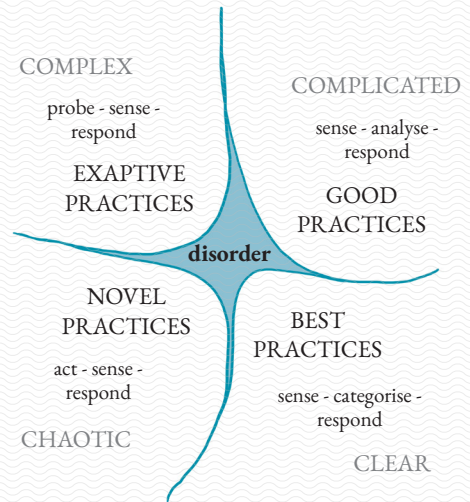 COMPLEX
probe - sense -
respond
EXAPTIVE
PRACTICES
COMPLICATED
sense - analyse -
respond
GOOD
PRACTICES
disorder
NOVEL
PRACTICES
act - sense -
respond
CHAOTIC
BEST
PRACTICES
sense - categorise -
respond
CLEAR